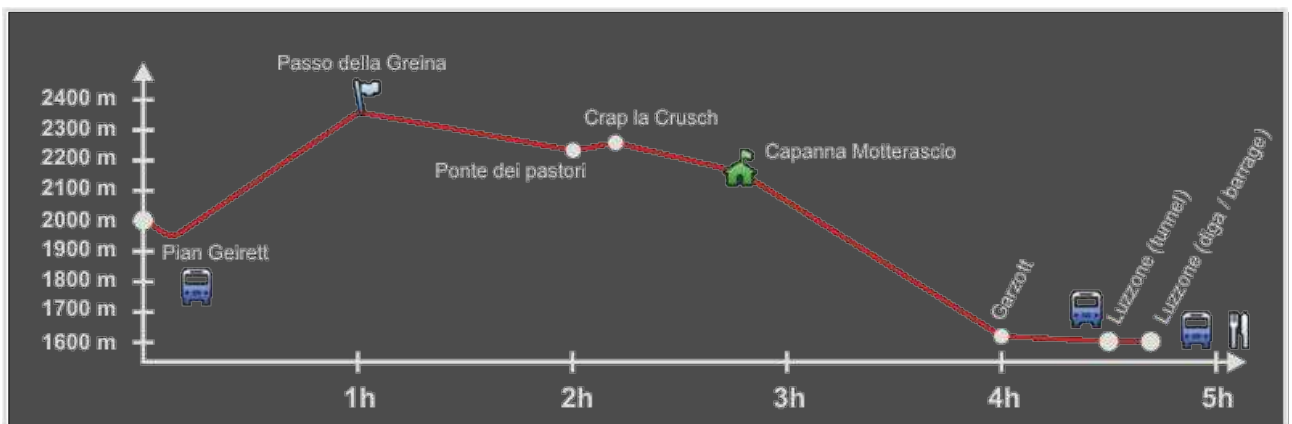 Passo della Greina
2400 m
2300 m
2200 m
2100 m
2000 m
1900 m
1800 m
1700 m
1600 m
Crap la Crusch
Ponte dei pastori
Capanna Motterascio
Pian Geirett
Garzott
Luzzone (tunnel)
Luzzone (diga / barrage)
1h
2h
3h
4h
5h